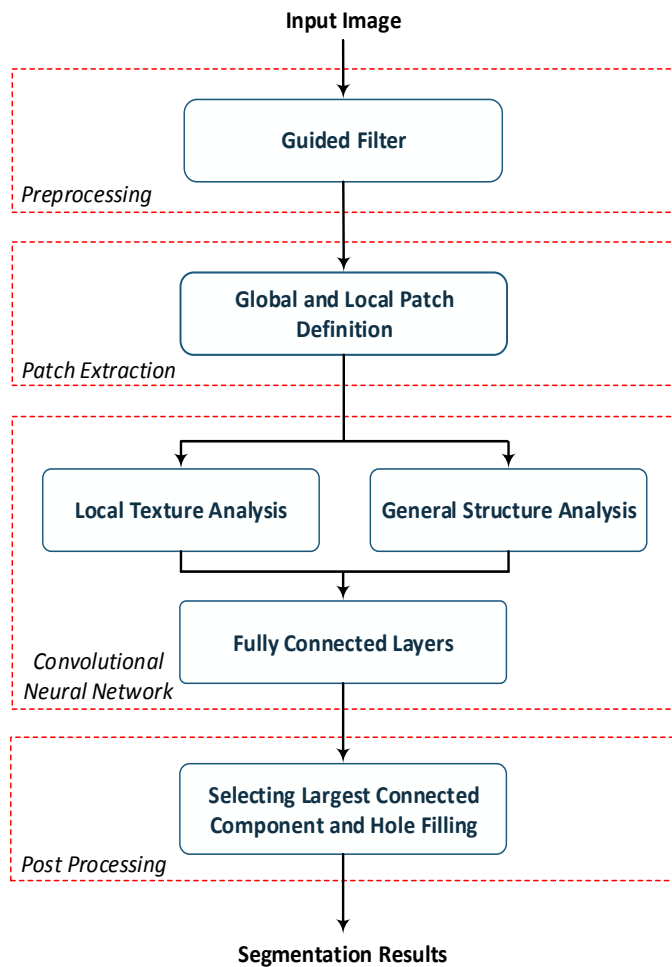 Input Image
Guided Filter
Preprocessing
Global and Local Patch
Definition
Patch Extraction
Local Texture Analysis
General Structure Analysis
Fully Connected Layers
Convolutional
Neural Network
Selecting Largest Connected
Component and Hole Filling
Post Processing
Segmentation Results